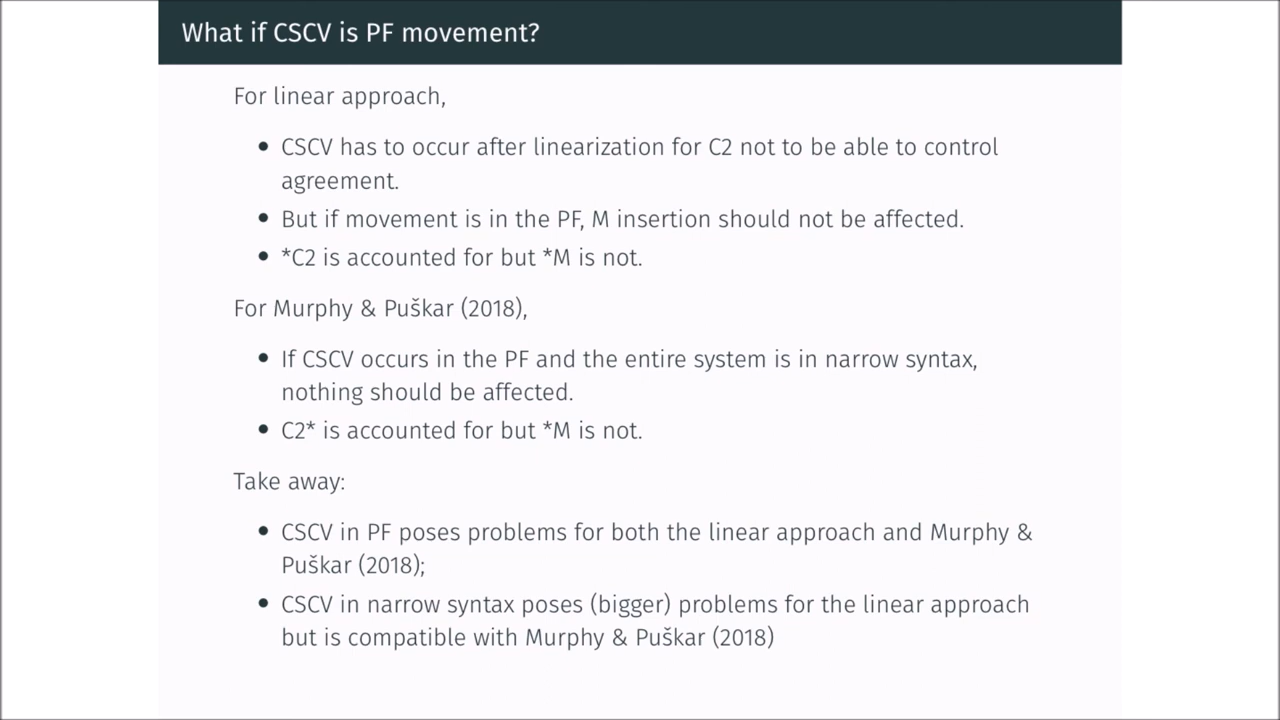 What if CSCV is PF movement?
For linear approach,
• CSCV has to occur after linearization for C2 not to be able to control
agreement.
• But if movement is in the PF, M insertion should not be affected.
• *C2 is accounted for but *M is not.
For Murphy & Puškar (2018),
• If CSCV occurs in the PF and the entire system is in narrow syntax,
nothing should be affected.
• C2* is accounted for but *M is not.
Take away:
• CSCV in PF poses problems for both the linear approach and Murphy &
Puškar (2018);
• CSCV in narrow syntax poses (bigger) problems for the linear approach
but is compatible with Murphy & Puškar (2018)